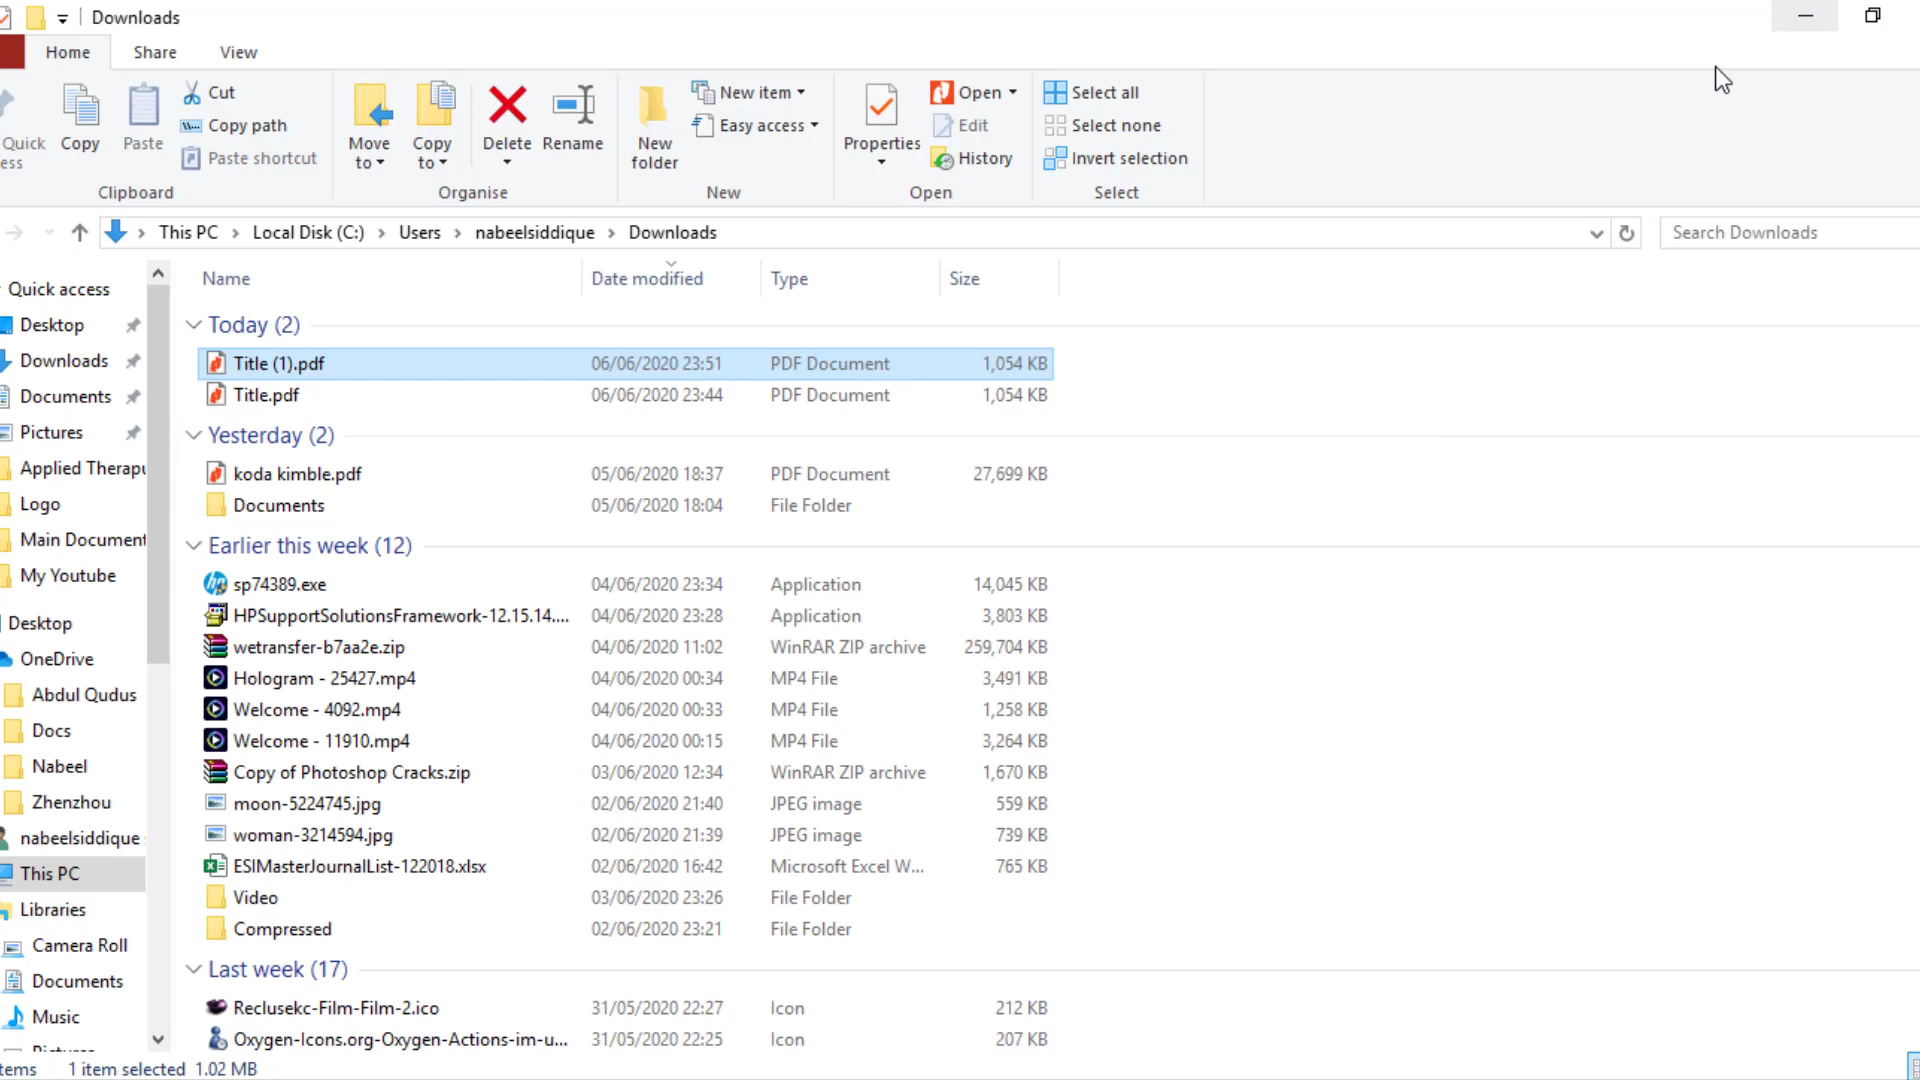 Downloads
Home Share View
Quick
ess
Copy
Paste
Cut
Copy path
Paste shortcut
Clipboard
Move
to
Copy
to
Delete
Rename
Organise
New
folder
New item
Easy access
New
Properties
Open
Edit
History
Open
Select all
Select none
Invert selection
Select
This PC Local Disk (C:) Users nabeelsiddique Downloads
Search Downloads
Quick access
Desktop
Downloads
Documents
Pictures
Applied Therapu
Logo
Main Document
My Youtube
Desktop
OneDrive
Abdul Qudus
Docs
Nabeel
Zhenzhou
nabeelsiddique
This PC
Libraries
Camera Roll
Documents
Music
Name Date modified Type Size
Today (2)
Title (1).pdf 06/06/2020 23:51 PDF Document 1,054 KB
Title.pdf 06/06/2020 23:44 PDF Document 1,054 KB
Yesterday (2)
koda kimble.pdf 05/06/2020 18:37 PDF Document 27,699 KB
Documents 05/06/2020 18:04 File Folder
Earlier this week (12)
sp74389.exe 04/06/2020 23:34 Application 14,045 KB
HPSupportSolutionsFramework-12.15.14.... 04/06/2020 23:28 Application 3,803 KB
wetransfer-b7aa2e.zip 04/06/2020 11:02 WinRAR ZIP archive 259,704 KB
Hologram - 25427.mp4 04/06/2020 00:34 MP4 File 3,491 KB
Welcome - 4092.mp4 04/06/2020 00:33 MP4 File 1,258 KB
Welcome - 11910.mp4 04/06/2020 00:15 MP4 File 3,264 KB
Copy of Photoshop Cracks.zip 03/06/2020 12:34 WinRAR ZIP archive 1,670 KB
moon-5224745.jpg 02/06/2020 21:40 JPEG image 559 KB
woman-3214594.jpg 02/06/2020 21:39 JPEG image 739 KB
ESIMasterJournalList-122018.xlsx 02/06/2020 16:42 Microsoft Excel W... 765 KB
Video 03/06/2020 23:26 File Folder
Compressed 02/06/2020 23:21 File Folder
Last week (17)
Reclusekc-Film-Film-2.ico 31/05/2020 22:27 Icon 212 KB
Oxygen-Icons.org-Oxygen-Actions-im-u... 31/05/2020 22:25 Icon 207 KB
tems 1 item selected 1.02 MB